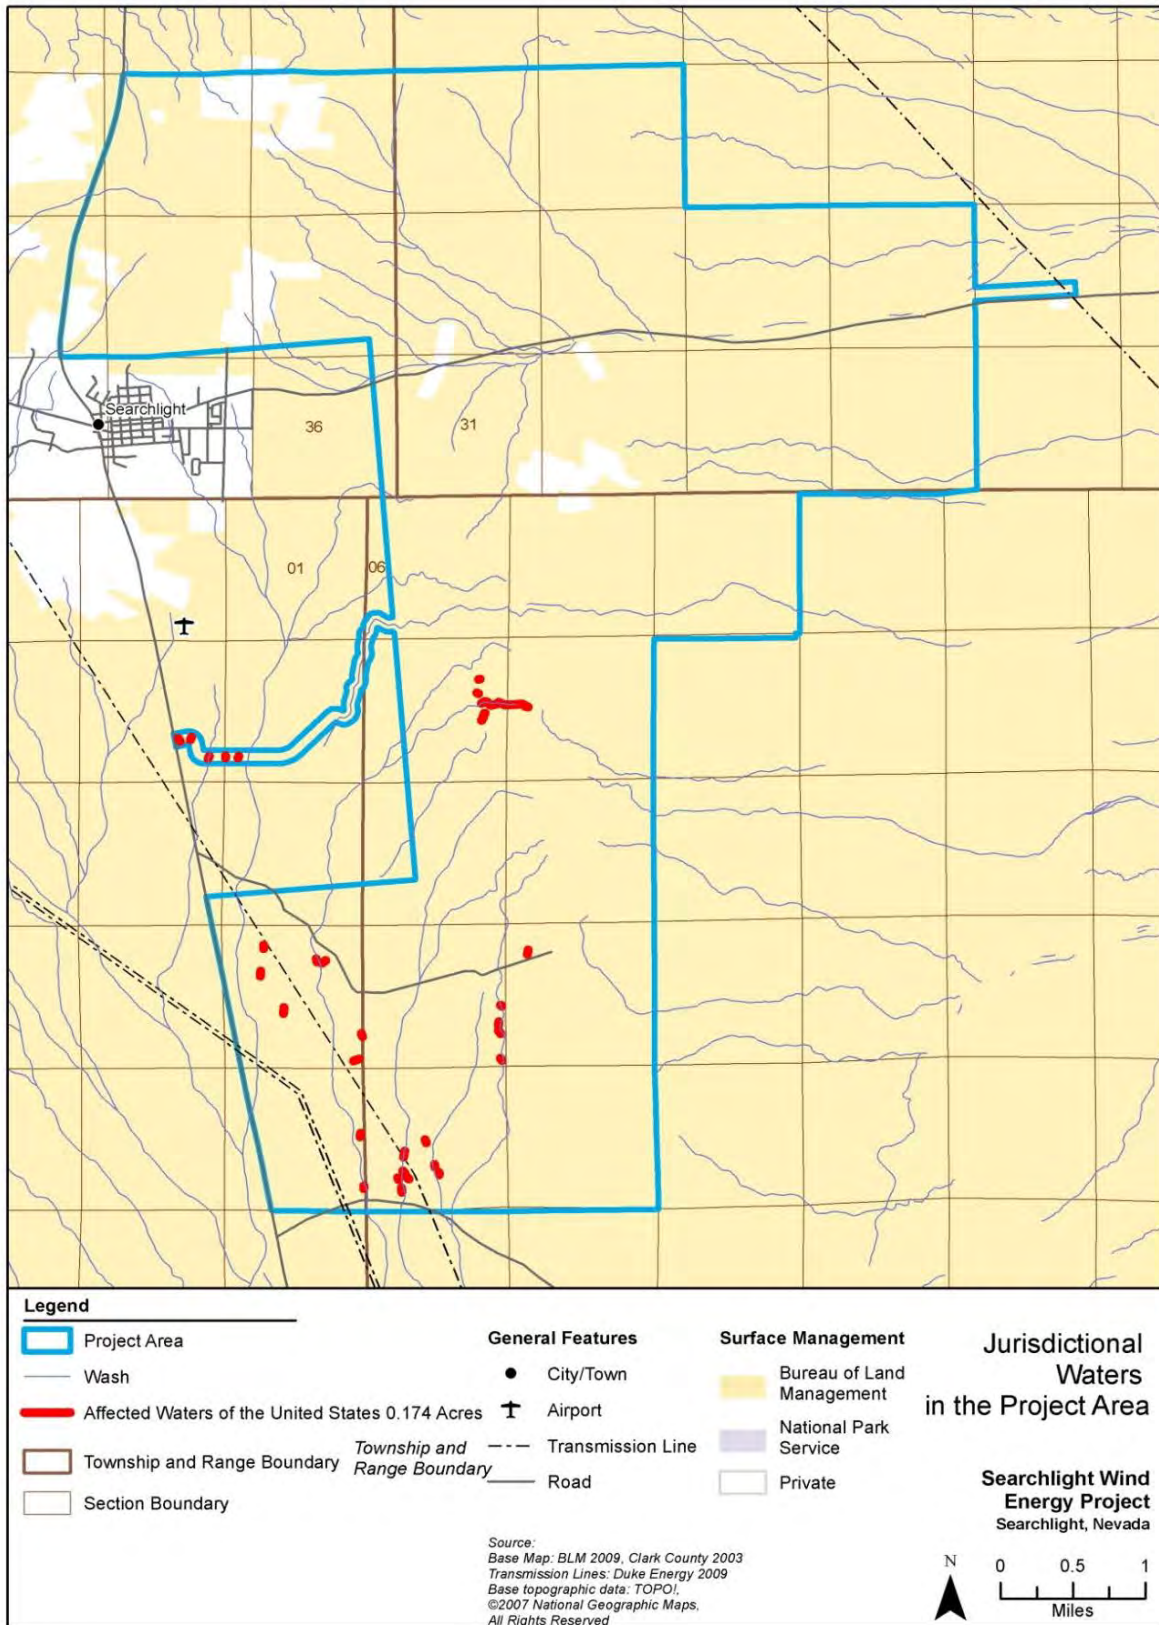 Searchlight
36
31
01
06
Legend
Project Area
Wash
Affected Waters of the United States 0.174 Acres
Township and Range Boundary
Section Boundary
Township and
Range Boundary
General Features
City/Town
Airport
Transmission Line
Road
Surface Management
Bureau of Land
Management
National Park
Service
Private
Jurisdictional
Waters
in the Project Area
Searchlight Wind
Energy Project
Searchlight, Nevada
Source:
Base Map: BLM 2009, Clark County 2003
Transmission Lines: Duke Energy 2009
Base topographic data: TOPO!,
©2007 National Geographic Maps,
All Rights Reserved
N
0 0.5 1
Miles